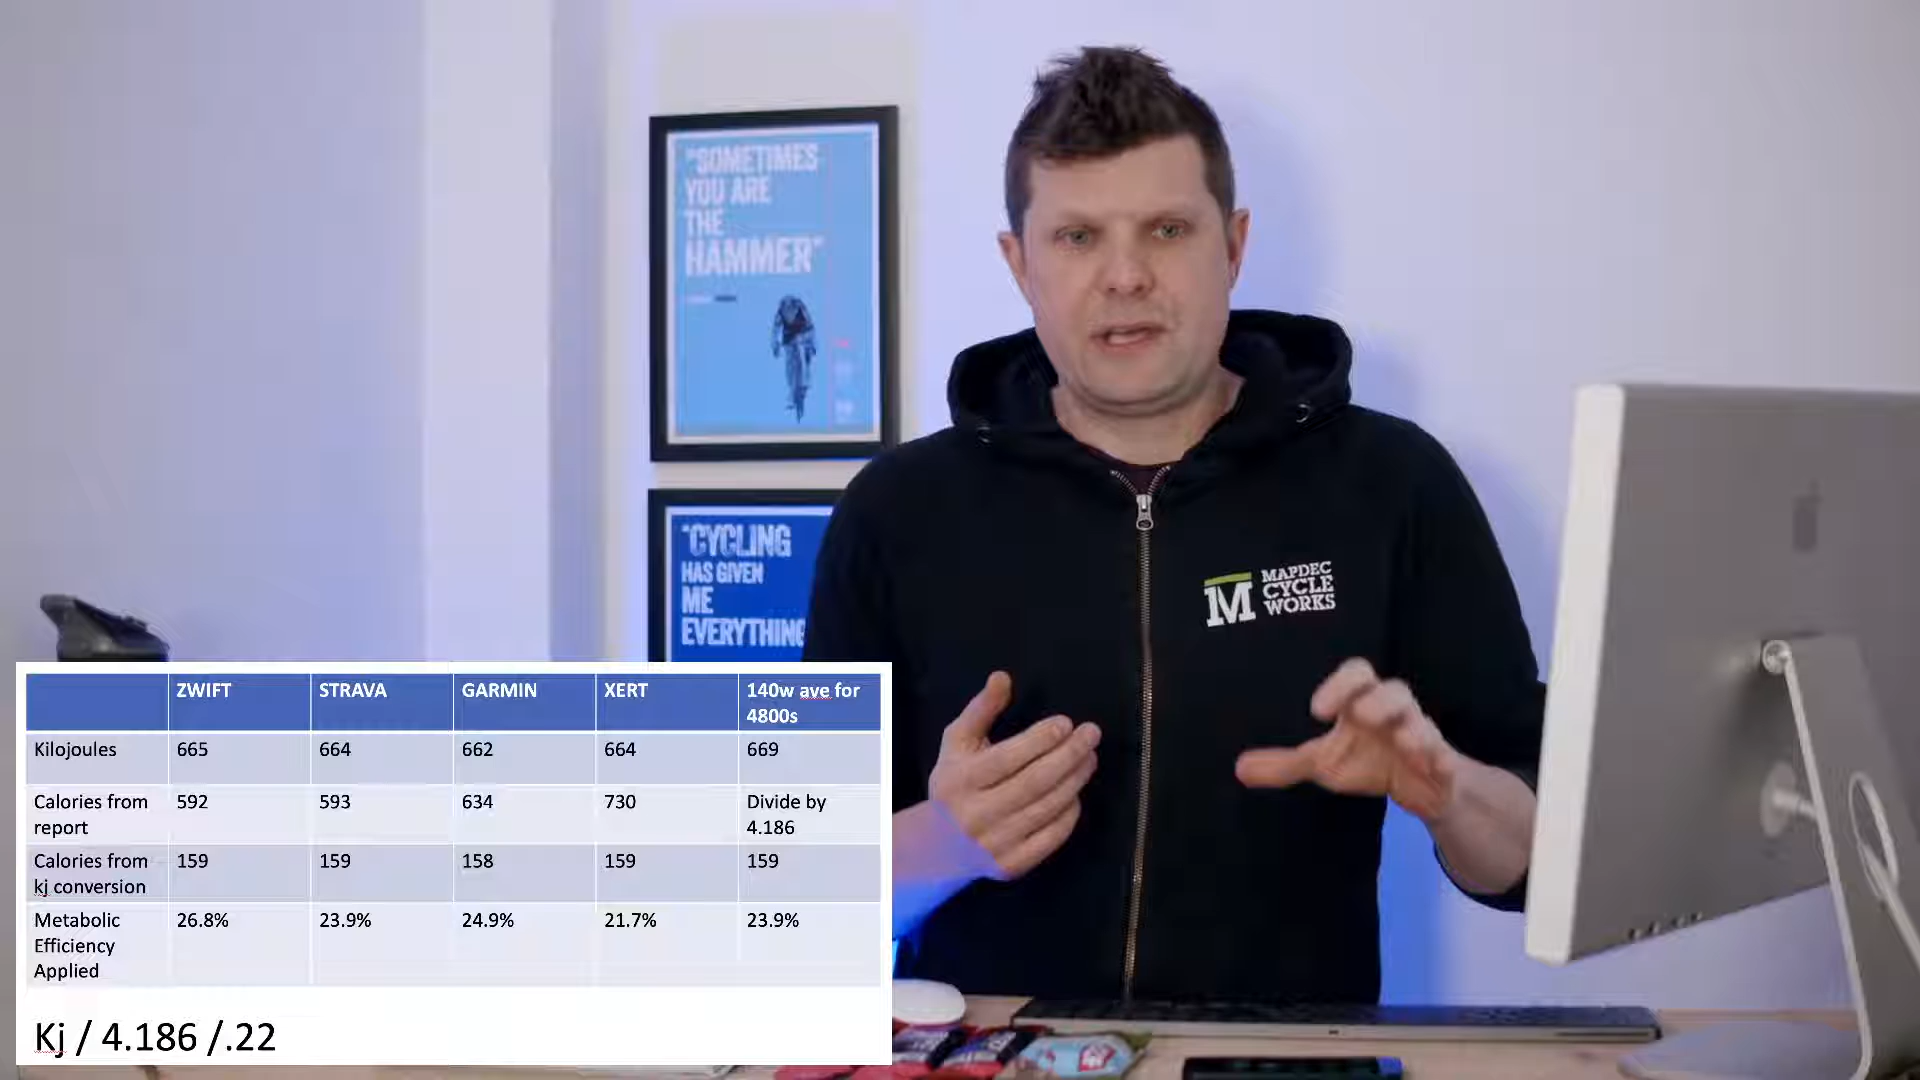 "SOMETIMES
YOU ARE
THE
HAMMER"
"CYCLING
HAS GIVEN
ME
EVERYTHING
MAPDEC
CYCLE
WORKS
M
ZWIFT STRAVA GARMIN XERT 140w ave for
4800s
Kilojoules 665 664 662 664 669
Calories from
report 592 593 634 730 Divide by
4.186
Calories from
kj conversion 159 159 158 159 159
Metabolic
Efficiency
Applied 26.8% 23.9% 24.9% 21.7% 23.9%
Kj / 4.186 /.22